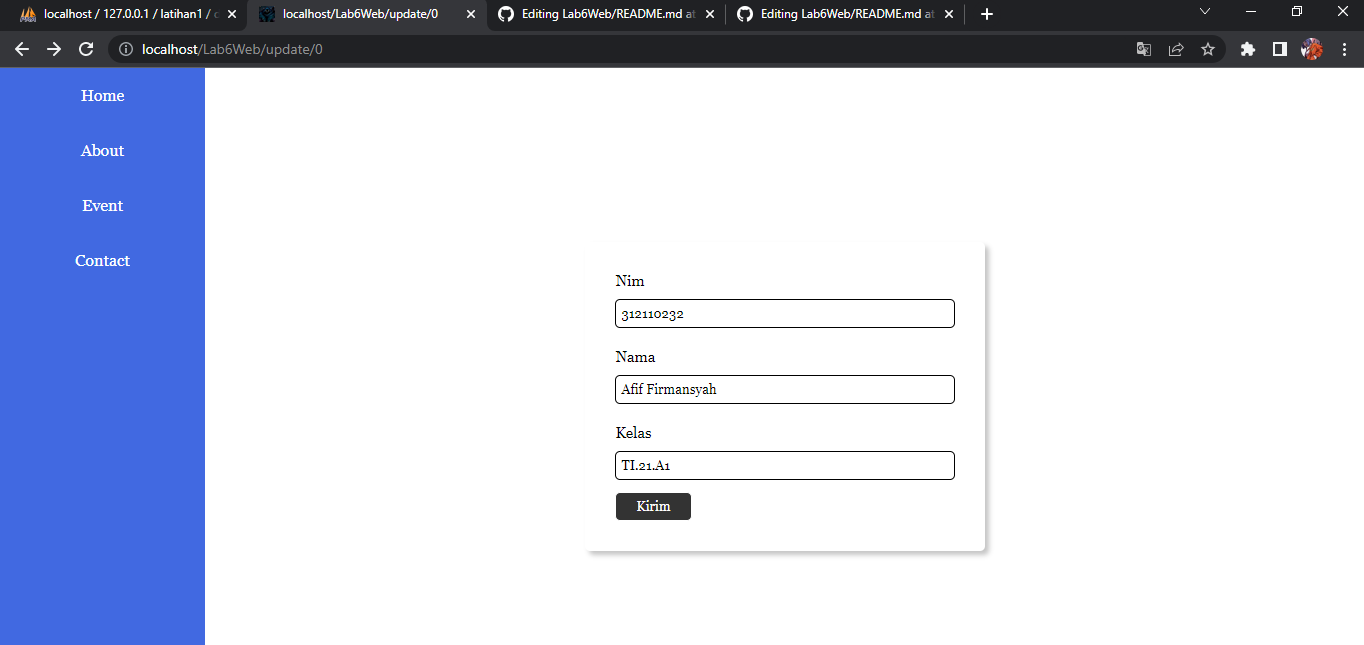 localhost / 127.0.0.1 / latihan1 /
localhost/Lab6Web/update/0
Editing Lab6Web/README.md at
Editing Lab6Web/README.md at
localhost/Lab6Web/update/0
Home
About
Event
Contact
Nim
312110232
Nama
Afif Firmansyah
Kelas
TI.21.A1
Kirim